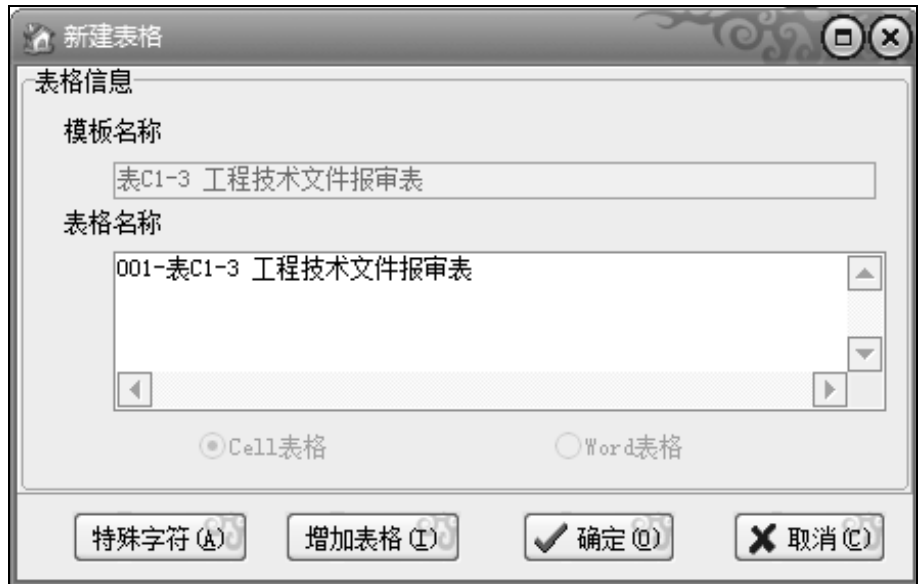 新建表格
表格信息
模板名称
表C1-3 工程技术文件报审表
表格名称
001-表C1-3 工程技术文件报审表
Cell表格
Word表格
特殊字符(A) 增加表格(I) 确定(O) 取消(C)